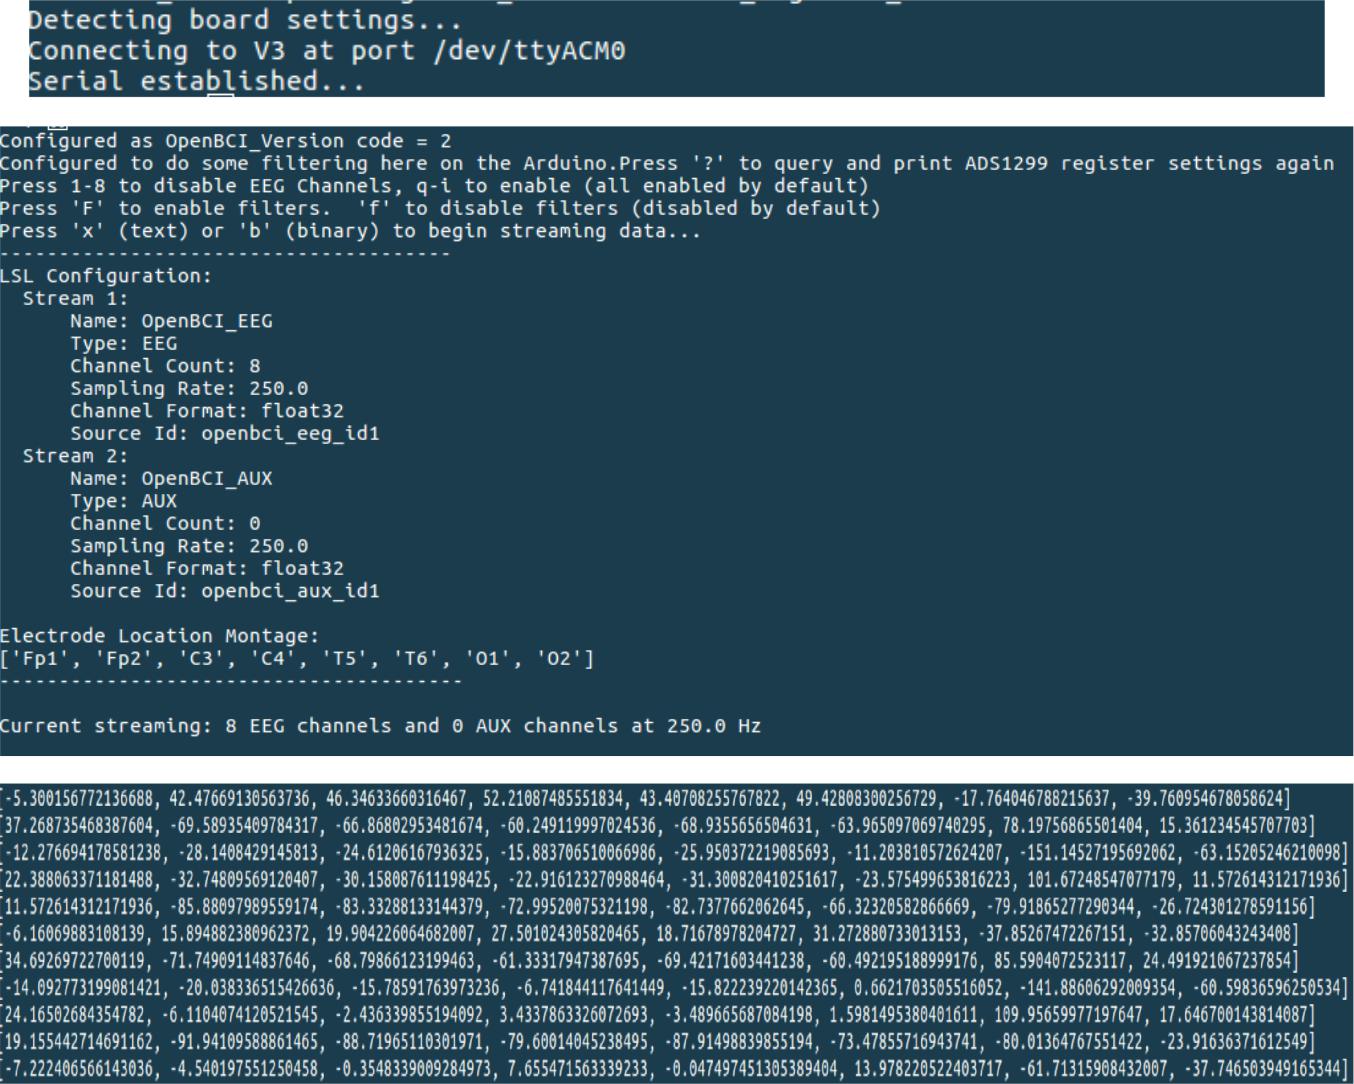 Detecting board settings...
Connecting to V3 at port /dev/ttyACM0
Serial established...
Configured as OpenBCI_Version code = 2
Configured to do some filtering here on the Arduino.Press '?' to query and print ADS1299 register settings again
Press 1-8 to disable EEG Channels, q-i to enable (all enabled by default)
Press 'F' to enable filters.  'f' to disable filters (disabled by default)
Press 'x' (text) or 'b' (binary) to begin streaming data...
--------------------------------------
LSL Configuration:
  Stream 1:
      Name: OpenBCI_EEG
      Type: EEG
      Channel Count: 8
      Sampling Rate: 250.0
      Channel Format: float32
      Source Id: openbci_eeg_id1
  Stream 2:
      Name: OpenBCI_AUX
      Type: AUX
      Channel Count: 0
      Sampling Rate: 250.0
      Channel Format: float32
      Source Id: openbci_aux_id1
Electrode Location Montage:
['Fp1', 'Fp2', 'C3', 'C4', 'T5', 'T6', 'O1', 'O2']
---------------------------------------
Current streaming: 8 EEG channels and 0 AUX channels at 250.0 Hz
[-5.300156772136688, 42.47669130563736, 46.34633660316467, 52.21087485551834, 43.40708255767822, 49.42808300256729, -17.764046788215637, -39.760954678058624]
[37.268735468387604, -69.58935409784317, -66.86802953481674, -60.249119997024536, -68.9355656504631, -63.965097069740295, 78.19756865501404, 15.361234545707703]
[-12.276694178581238, -28.1408429145813, -24.61206167936325, -15.883706510066986, -25.950372219085693, -11.203810572624207, -151.14527195692062, -63.15205246210098]
[22.388063371181488, -32.74809569120407, -30.158087611198425, -22.916123270988464, -31.300820410251617, -23.575499653816223, 101.67248547077179, 11.572614312171936]
[11.572614312171936, -85.88097989559174, -83.33288133144379, -72.99520075321198, -82.7377662062645, -66.32320582866669, -79.91865277290344, -26.724301278591156]
[-6.16069883108139, 15.894882380962372, 19.904226064682007, 27.501024305820465, 18.71678978204727, 31.272880733013153, -37.85267472267151, -32.85706043243408]
[34.69269722700119, -71.74909114837646, -68.79866123199463, -61.33317947387695, -69.42171603441238, -60.492195188999176, 85.5904072523117, 24.491921067237854]
[-14.092773199081421, -20.038336515426636, -15.78591763973236, -6.741844117641449, -15.822239220142365, 0.6621703505516052, -141.88606292009354, -60.59836596250534]
[24.16502684354782, -6.1104074120521545, -2.436339855194092, 3.4337863326072693, -3.489665687084198, 1.5981495380401611, 109.95659977197647, 17.646700143814087]
[19.155442714691162, -91.94109588861465, -88.71965110301971, -79.60014045238495, -87.91498839855194, -73.47855716943741, -80.01364767551422, -23.91636371612549]
[-7.222406566143036, -4.540197551250458, -0.3548339009284973, 7.655471563339233, -0.047497451305389404, 13.978220522403717, -61.71315908432007, -37.746503949165344]